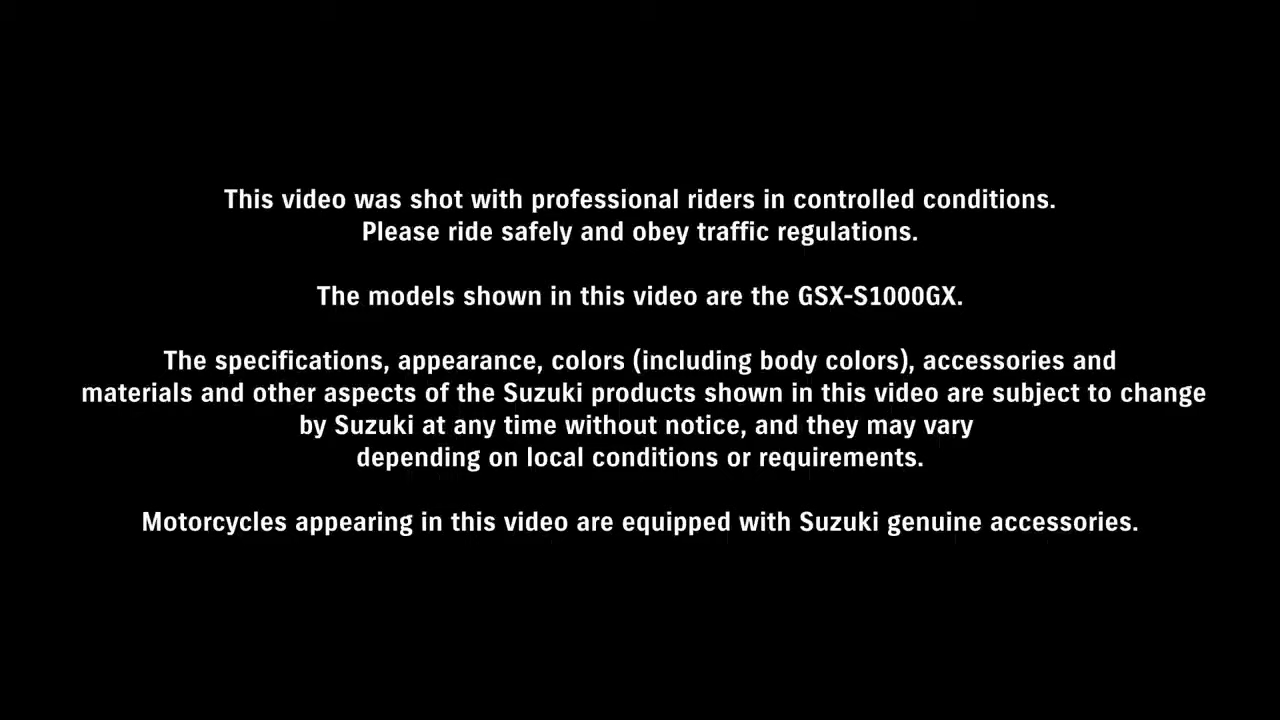 This video was shot with professional riders in controlled conditions.
Please ride safely and obey traffic regulations.
The models shown in this video are the GSX-S1000GX.
The specifications, appearance, colors (including body colors), accessories and
materials and other aspects of the Suzuki products shown in this video are subject to change
by Suzuki at any time without notice, and they may vary
depending on local conditions or requirements.
Motorcycles appearing in this video are equipped with Suzuki genuine accessories.